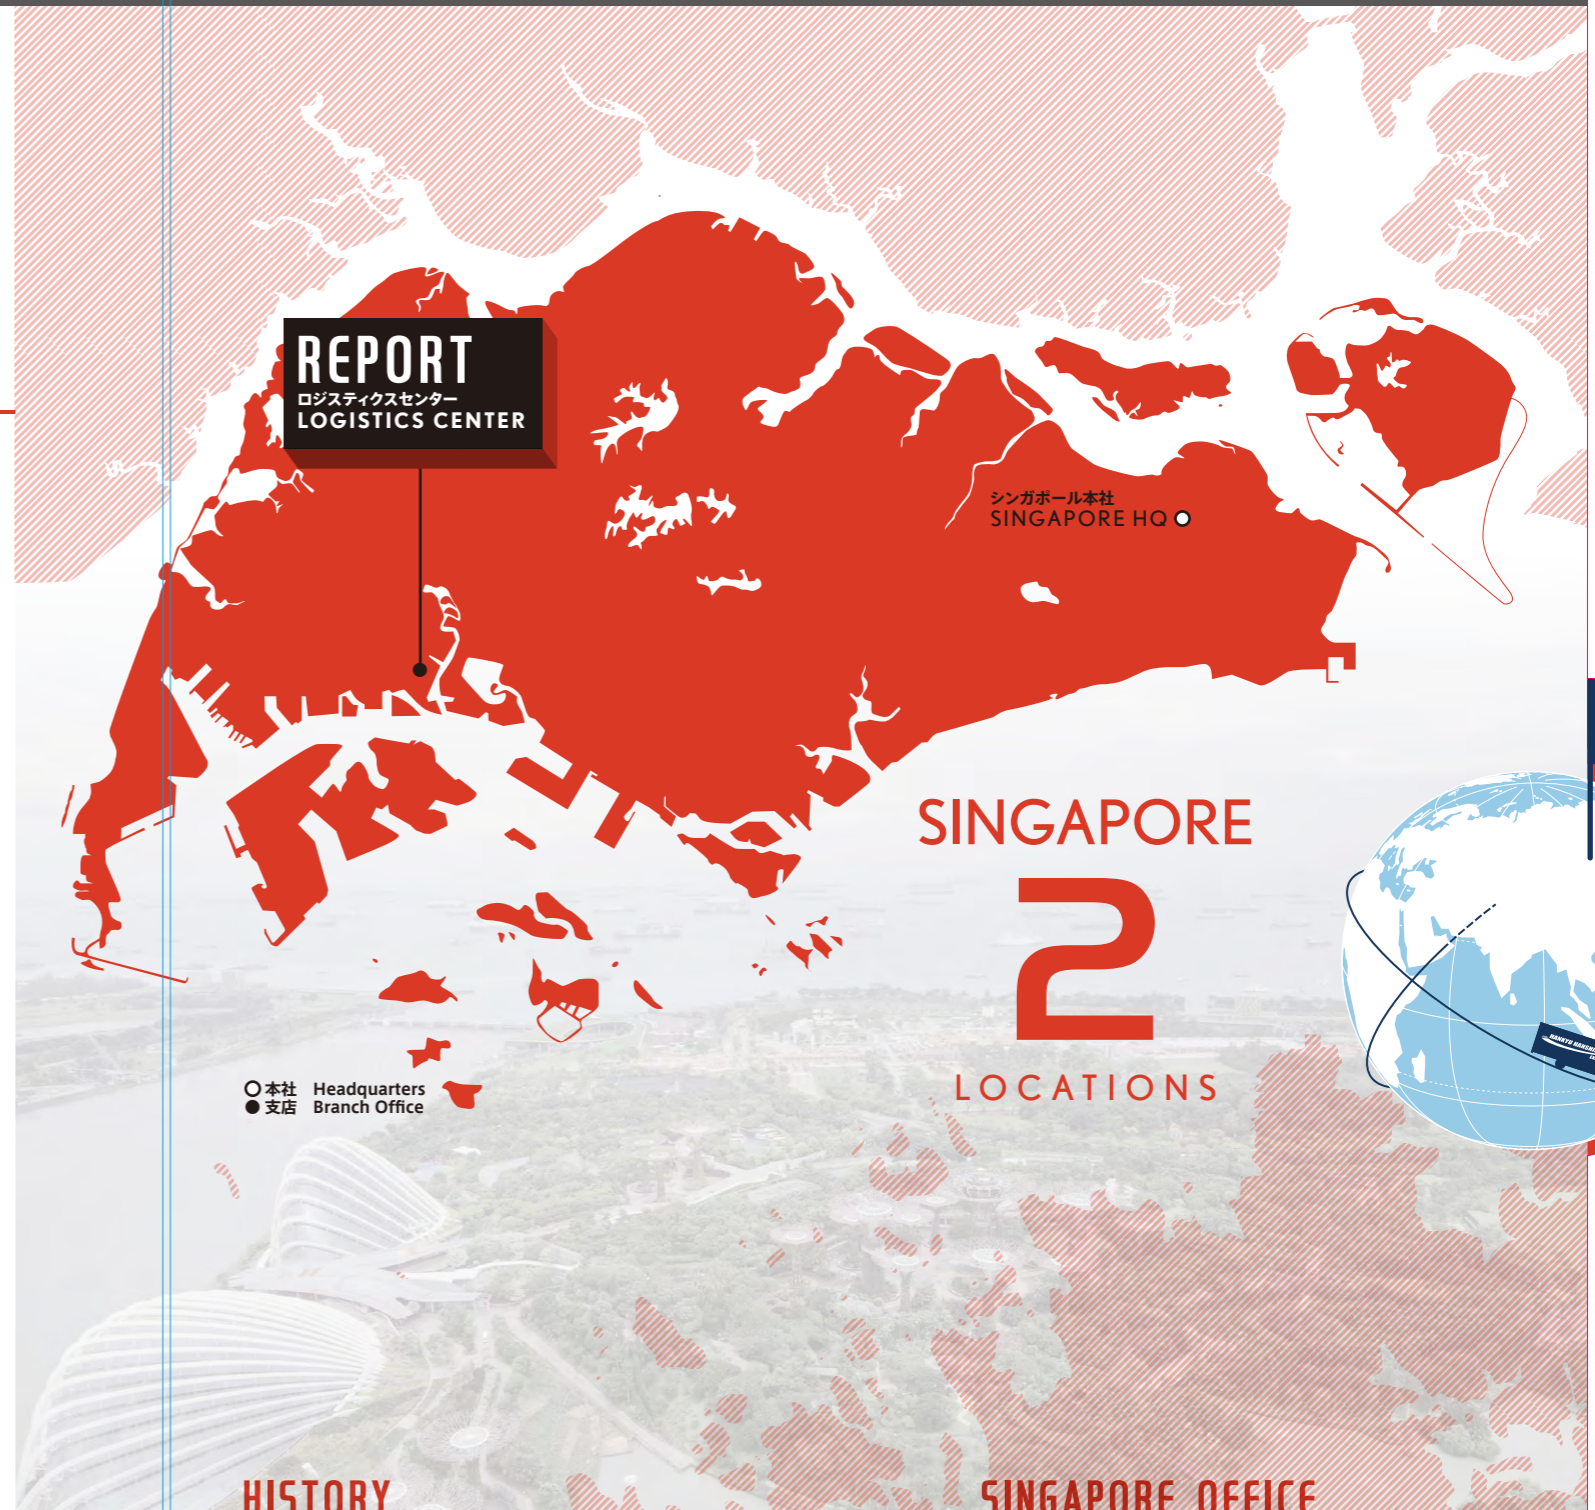 REPORT
ロジスティクスセンター
LOGISTICS CENTER
シンガポール本社
SINGAPORE HQ
SINGAPORE
2
LOCATIONS
本社 Headquarters
支店 Branch Office
HANKYU
HISTORY
SINGAPORE OFFICE